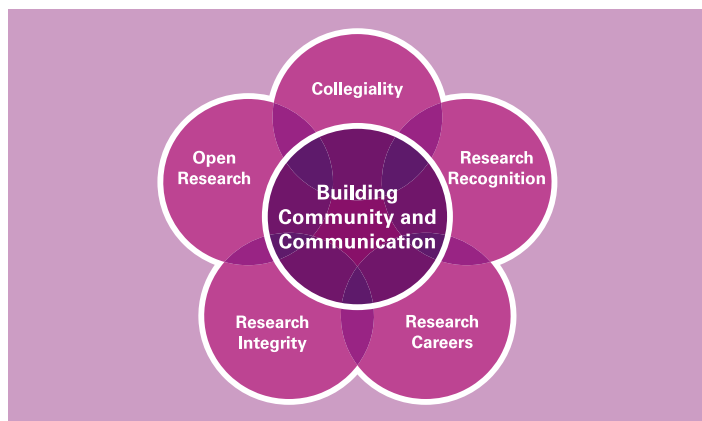 Collegiality
Open
Research
Research
Recognition
Building
Community and
Communication
Research
Integrity
Research
Careers